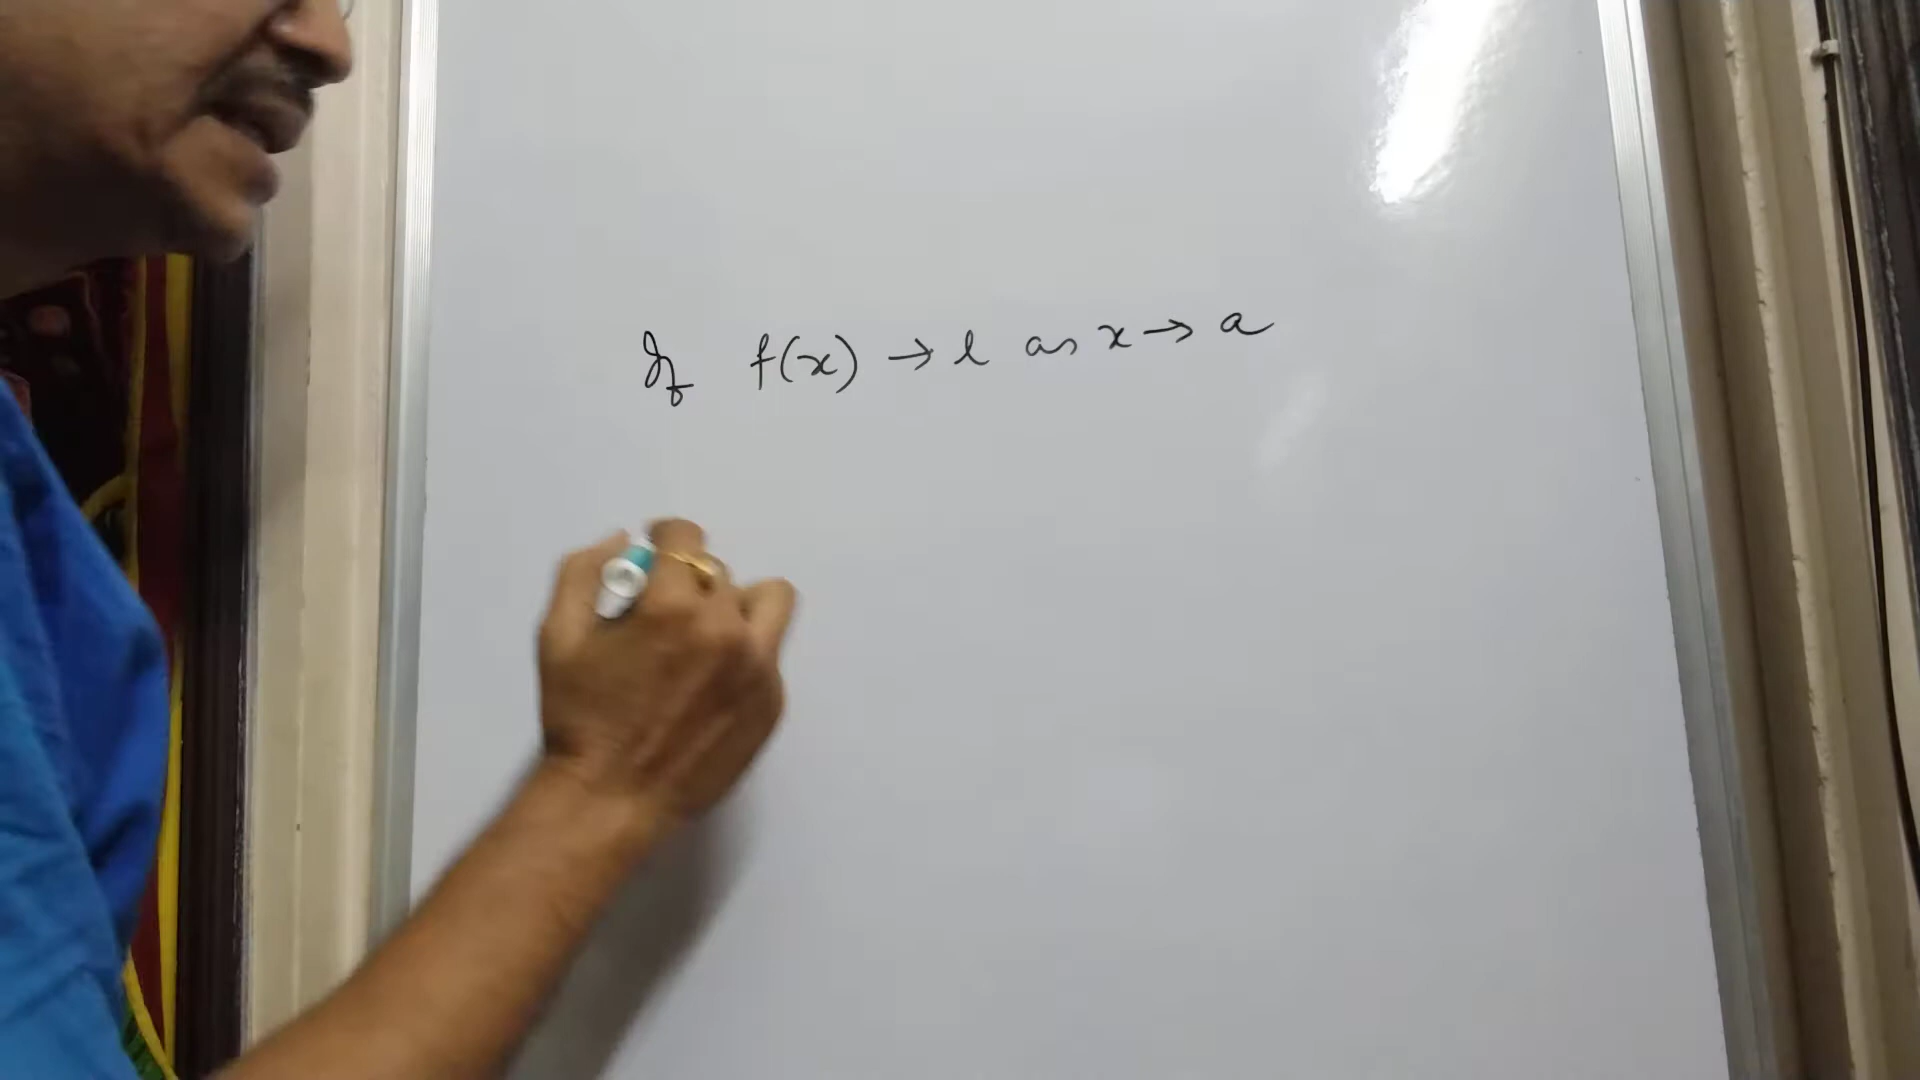 If f(x) → l as x → a